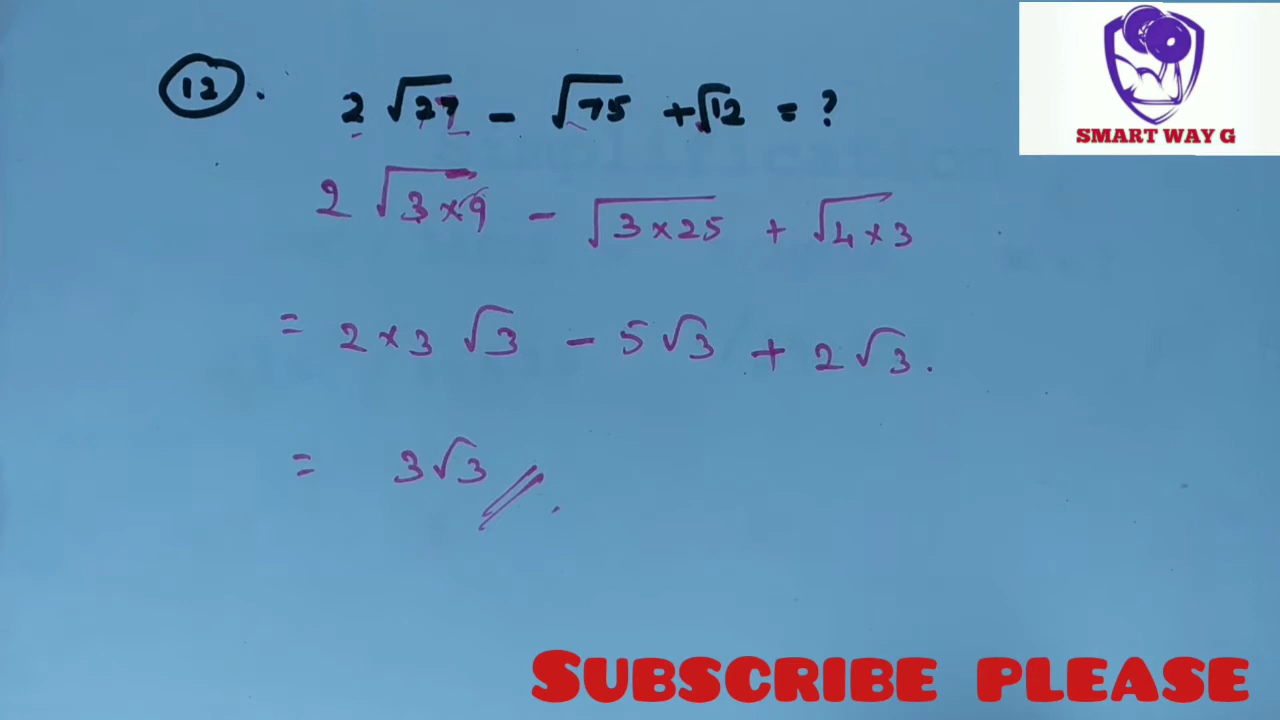 12. 2 √27 - √75 + √12 = ?
SMART WAY G
2 √3×9 - √3×25 + √4×3
= 2×3 √3 - 5 √3 + 2 √3.
= 3√3
SUBSCRIBE PLEASE